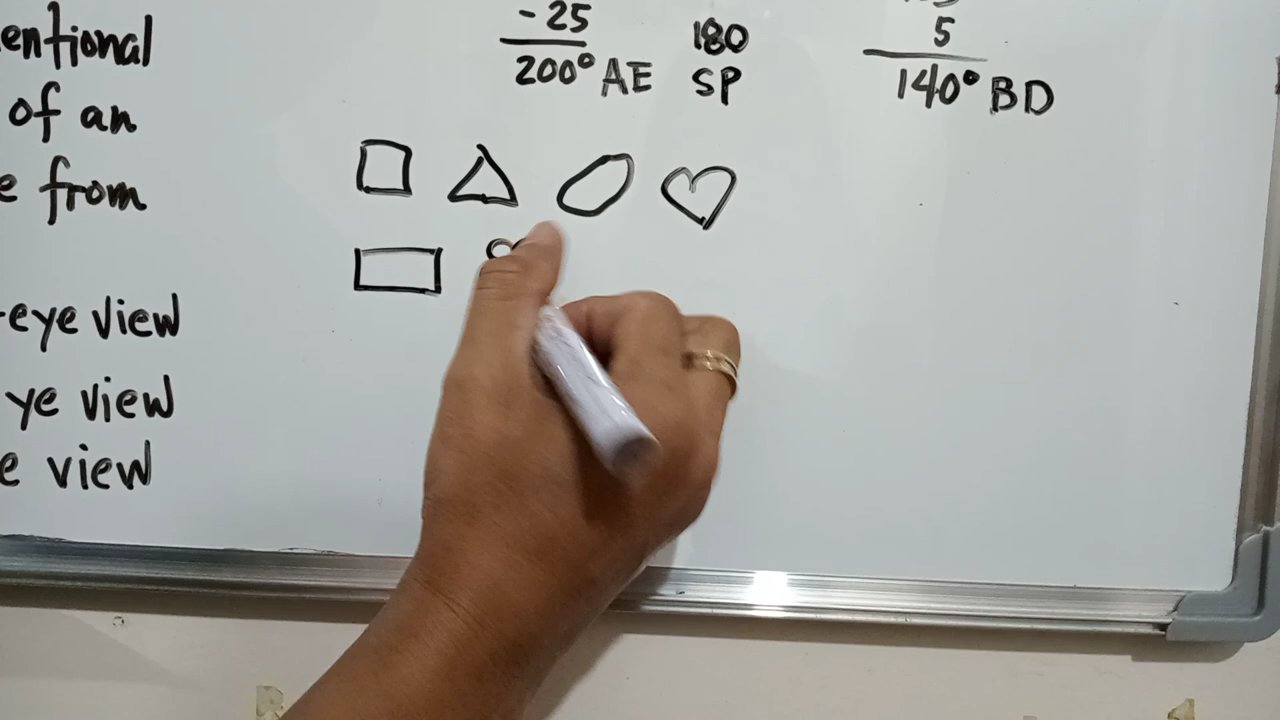 entional
of an
e from
-eye view
ye view
e view
-25
200° AE
180
SP
5
140° BD